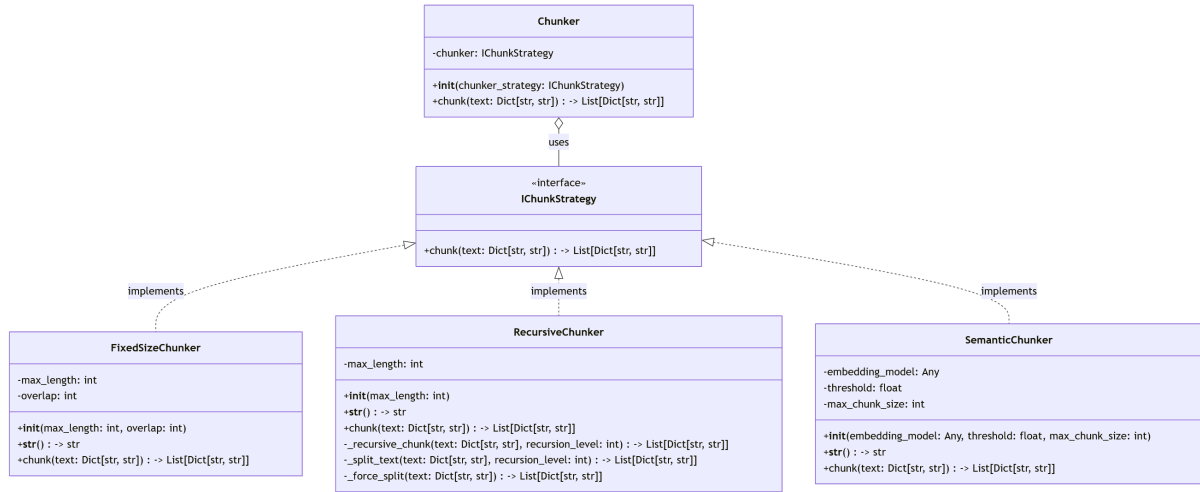 Chunker
-chunker: IChunkStrategy
+init(chunker_strategy: IChunkStrategy)
+chunk(text: Dict[str, str]) : -> List[Dict[str, str]]
uses
«interface»
IChunkStrategy
+chunk(text: Dict[str, str]) : -> List[Dict[str, str]]
implements
implements
implements
FixedSizeChunker
-max_length: int
-overlap: int
+init(max_length: int, overlap: int)
+str() : -> str
+chunk(text: Dict[str, str]) : -> List[Dict[str, str]]
RecursiveChunker
-max_length: int
+init(max_length: int)
+str() : -> str
+chunk(text: Dict[str, str]) : -> List[Dict[str, str]]
-_recursive_chunk(text: Dict[str, str], recursion_level: int) : -> List[Dict[str, str]]
-_split_text(text: Dict[str, str], recursion_level: int) : -> List[Dict[str, str]]
-_force_split(text: Dict[str, str]) : -> List[Dict[str, str]]
SemanticChunker
-embedding_model: Any
-threshold: float
-max_chunk_size: int
+init(embedding_model: Any, threshold: float, max_chunk_size: int)
+str() : -> str
+chunk(text: Dict[str, str]) : -> List[Dict[str, str]]